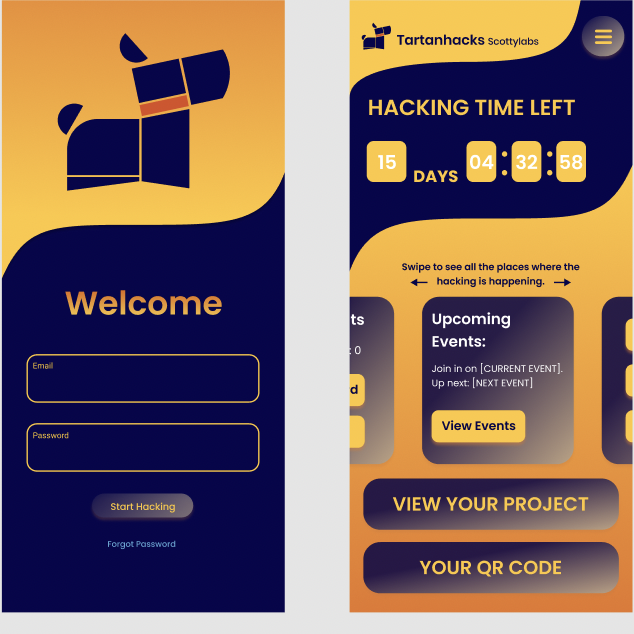 Welcome
Email
Password
Start Hacking
Forgot Password
Tartanhacks Scottylabs
HACKING TIME LEFT
15 DAYS 04 : 32 : 58
Swipe to see all the places where the
hacking is happening.
ts
: 0
d
Upcoming
Events:
Join in on [CURRENT EVENT].
Up next: [NEXT EVENT]
View Events
VIEW YOUR PROJECT
YOUR QR CODE